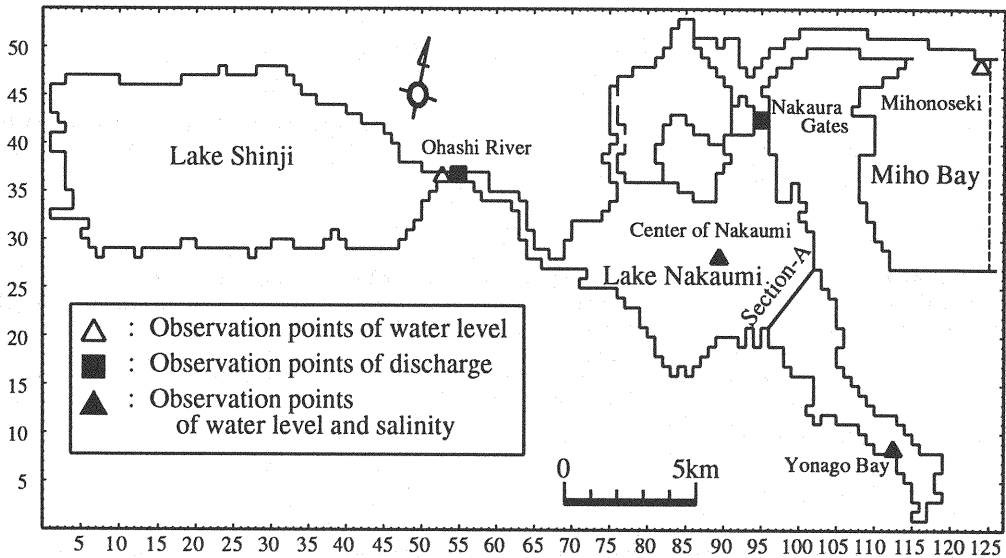 50
45
40
35
30
25
20
15
10
5
Mihonoseki
Nakaura
Gates
Ohashi River
Lake Shinji
Miho Bay
Center of Nakaumi
Lake Nakaumi
Section-A
△ : Observation points of water level
■ : Observation points of discharge
▲ : Observation points
of water level and salinity
0 5km
Yonago Bay
5 10 15 20 25 30 35 40 45 50 55 60 65 70 75 80 85 90 95 100 105 110 115 120 125